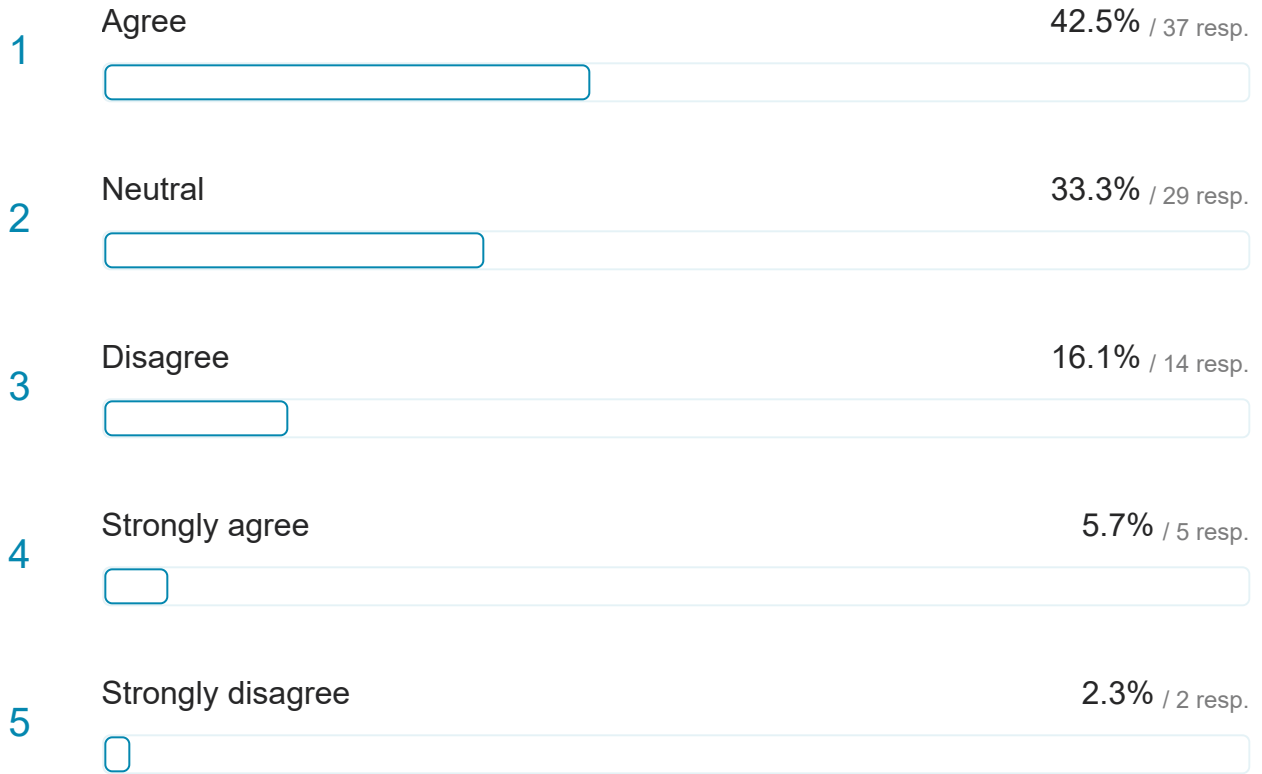 1 Agree 42.5% / 37 resp.
2 Neutral 33.3% / 29 resp.
3 Disagree 16.1% / 14 resp.
4 Strongly agree 5.7% / 5 resp.
5 Strongly disagree 2.3% / 2 resp.